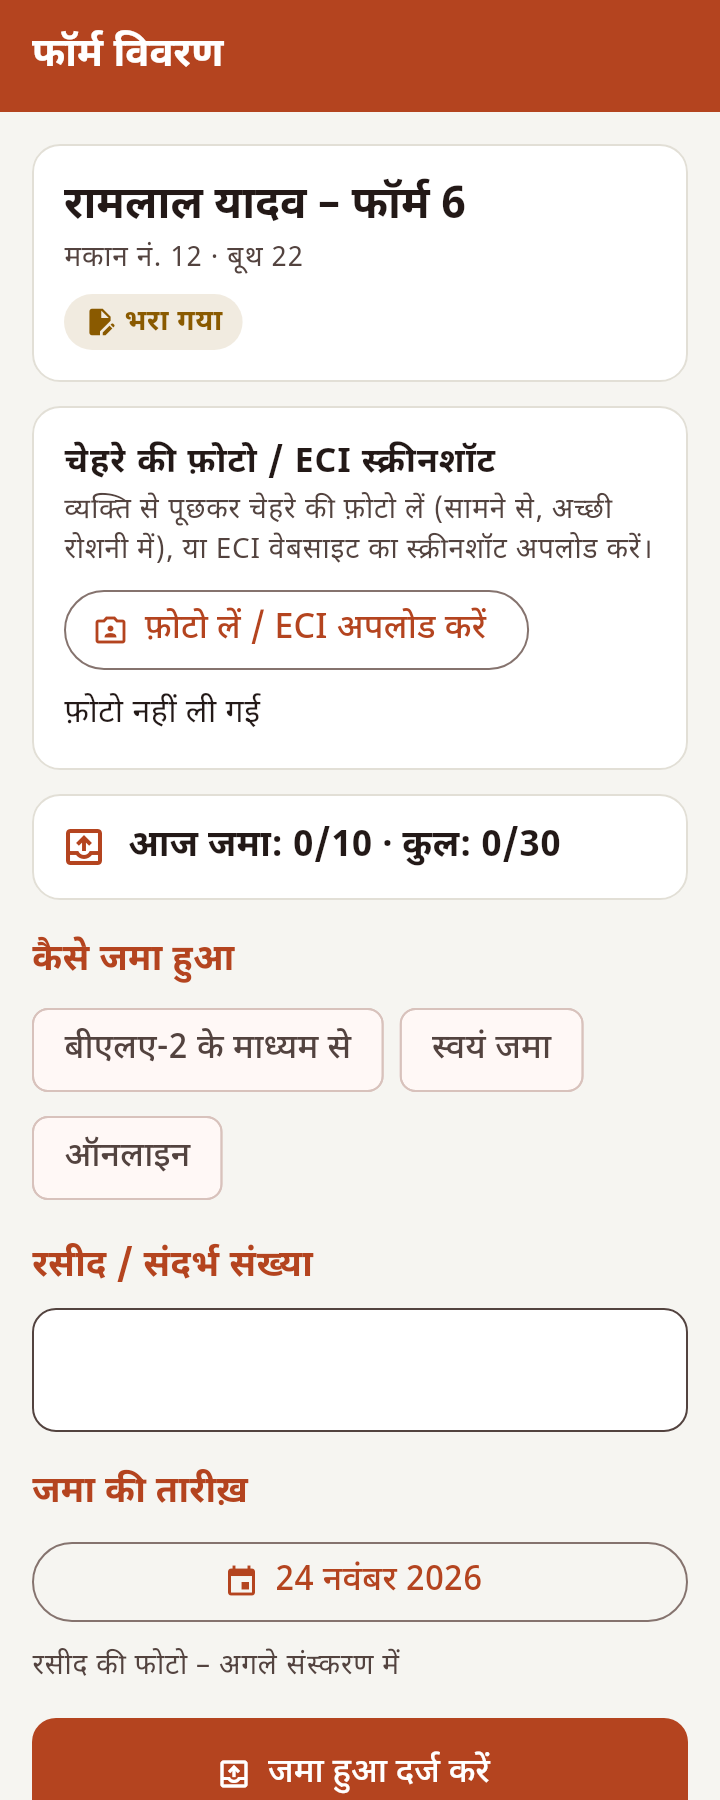 फॉर्म विवरण
रामलाल यादव – फॉर्म 6
मकान नं. 12 · बूथ 22
भरा गया
चेहरे की फ़ोटो / ECI स्क्रीनशॉट
व्यक्ति से पूछकर चेहरे की फ़ोटो लें (सामने से, अच्छी
रोशनी में), या ECI वेबसाइट का स्क्रीनशॉट अपलोड करें।
फ़ोटो लें / ECI अपलोड करें
फ़ोटो नहीं ली गई
आज जमा: 0/10 · कुल: 0/30
कैसे जमा हुआ
बीएलए-2 के माध्यम से
स्वयं जमा
ऑनलाइन
रसीद / संदर्भ संख्या
जमा की तारीख़
24 नवंबर 2026
रसीद की फोटो – अगले संस्करण में
जमा हुआ दर्ज करें